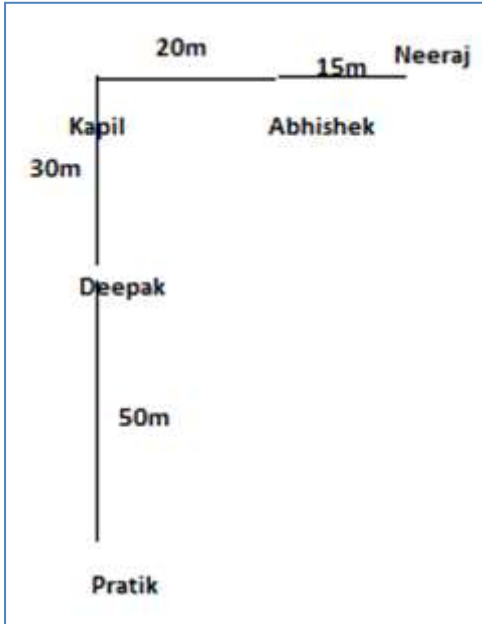 20m
Neeraj
15m
Kapil
Abhishek
30m
Deepak
50m
Pratik